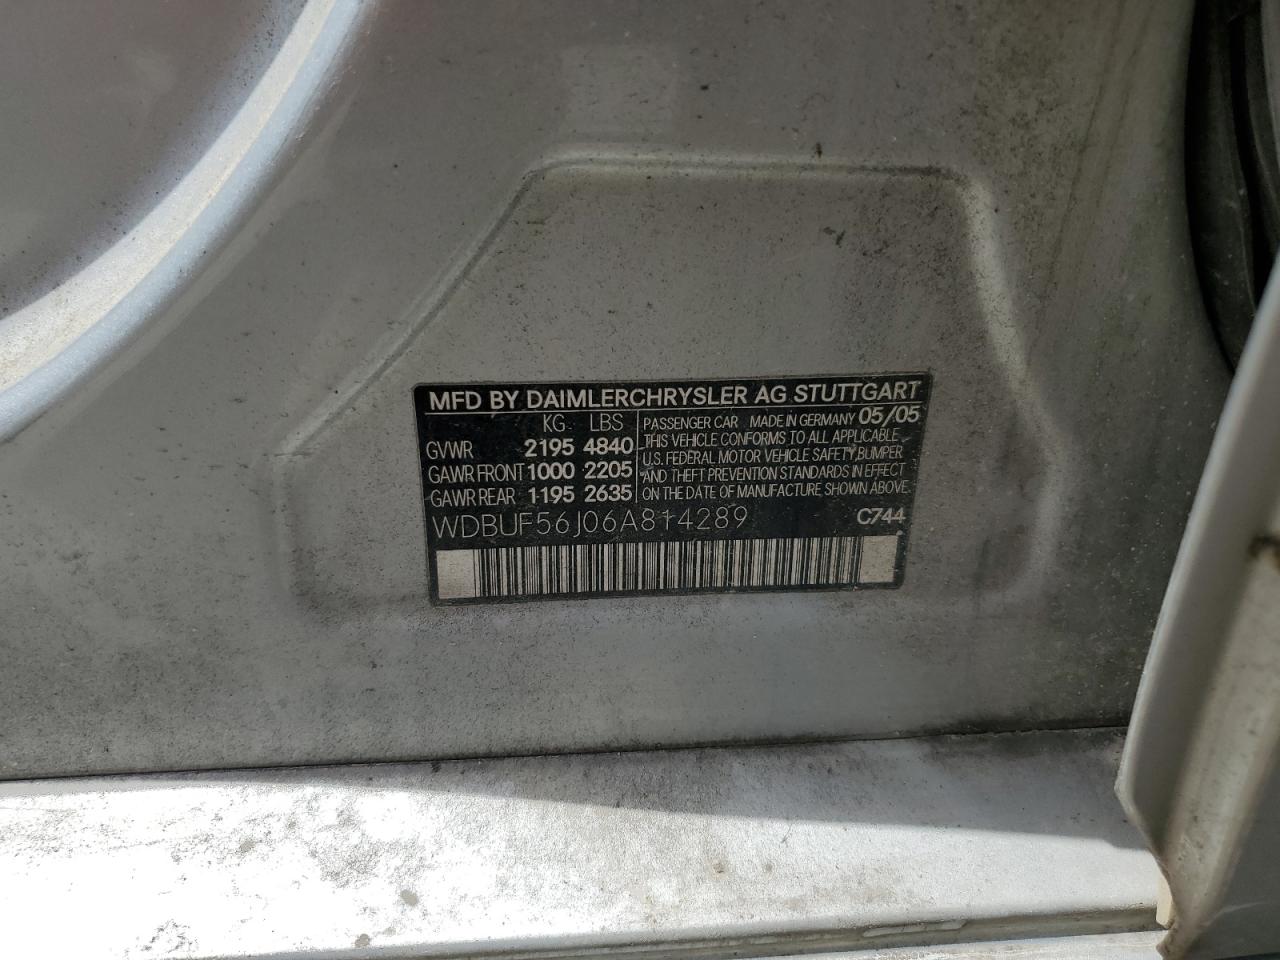 MFD BY DAIMLERCHRYSLER AG STUTTGART
KG LBS
GVWR 2195 4840
GAWR FRONT 1000 2205
GAWR REAR 1195 2635
PASSENGER CAR MADE IN GERMANY 05/05
THIS VEHICLE CONFORMS TO ALL APPLICABLE
U.S. FEDERAL MOTOR VEHICLE SAFETY,BUMPER
AND THEFT PREVENTION STANDARDS IN EFFECT
ON THE DATE OF MANUFACTURE SHOWN ABOVE.
WDBUF56J06A814289 C744